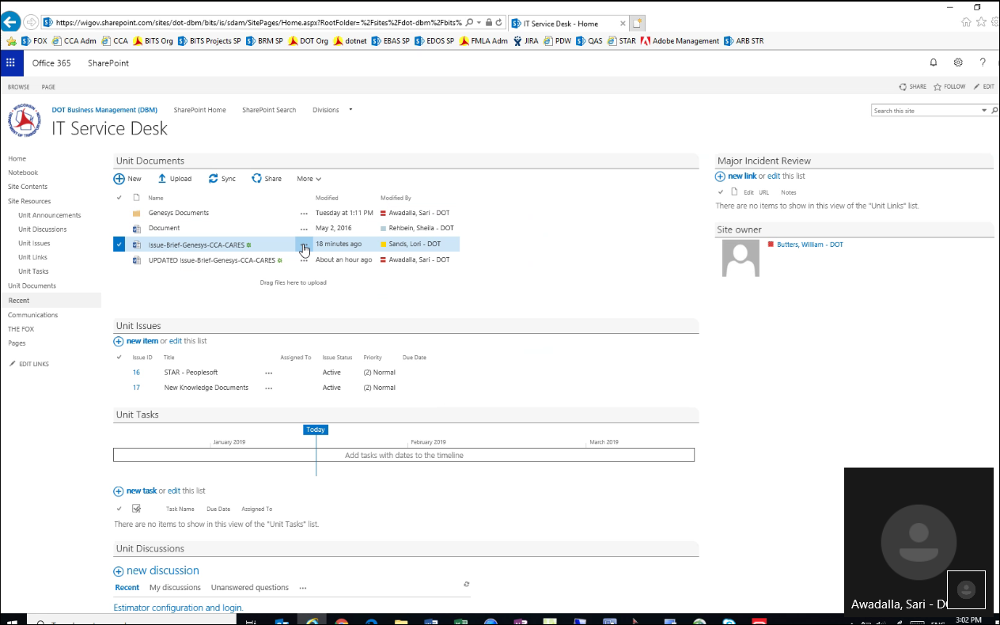 https://wigov.sharepoint.com/sites/dot-dbm/bits/is/sdam/SitePages/Home.aspx?RootFolder=%2Fsites%2Fdot-dbm%2Fbits%
IT Service Desk - Home
FOX CCA Adm CCA BITS Org BITS Projects SP BRM SP DOT Org dotnet EBAS SP EDOS SP FMLA Adm JIRA PDW QAS STAR Adobe Management ARB STR
Office 365 SharePoint
BROWSE PAGE SHARE FOLLOW EDIT
DOT Business Management (DBM) SharePoint Home SharePoint Search Divisions
Search this site
IT Service Desk
Home
Notebook
Site Contents
Site Resources
Unit Announcements
Unit Discussions
Unit Issues
Unit Links
Unit Tasks
Unit Documents
Recent
Communications
THE FOX
Pages
EDIT LINKS
Unit Documents
New Upload Sync Share More
Name Modified Modified By
Genesys Documents ... Tuesday at 1:11 PM Awadalla, Sari - DOT
Document ... May 2, 2016 Rehbein, Sheila - DOT
Issue-Brief-Genesys-CCA-CARES ... 18 minutes ago Sands, Lori - DOT
UPDATED Issue-Brief-Genesys-CCA-CARES ... About an hour ago Awadalla, Sari - DOT
Drag files here to upload
Unit Issues
new item or edit this list
Issue ID Title Assigned To Issue Status Priority Due Date
16 STAR - Peoplesoft ... Active (2) Normal
17 New Knowledge Documents ... Active (2) Normal
Unit Tasks
Today
January 2019 February 2019 March 2019
Add tasks with dates to the timeline
new task or edit this list
Task Name Due Date Assigned To
There are no items to show in this view of the "Unit Tasks" list.
Unit Discussions
new discussion
Recent My discussions Unanswered questions ...
Estimator configuration and login.
Major Incident Review
new link or edit this list
Edit URL Notes
There are no items to show in this view of the "Unit Links" list.
Site owner
Butters, William - DOT
Awadalla, Sari - DO
3:02 PM